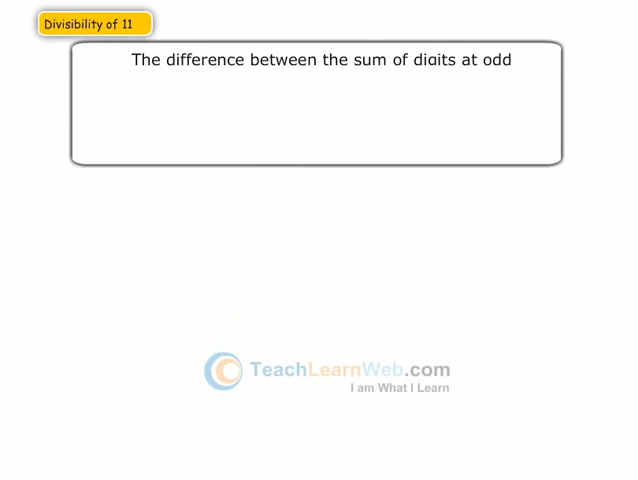 Divisibility of 11
The difference between the sum of digits at odd
TeachLearnWeb.com
I am What I Learn